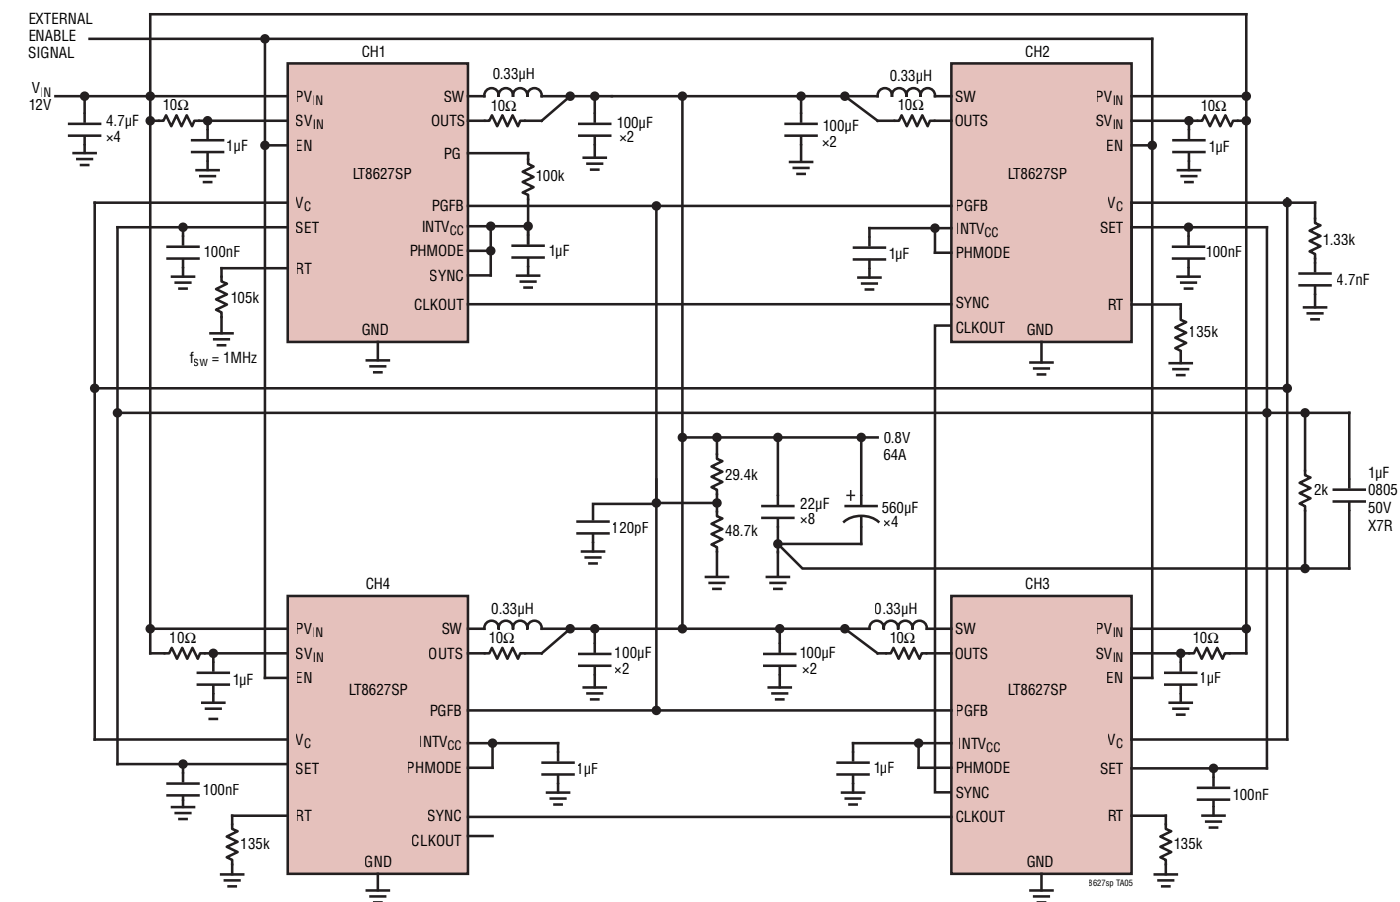 EXTERNAL
ENABLE
SIGNAL
CH1
CH2
VIN
12V
4.7µF
×4
10Ω
1µF
PVIN
SVIN
EN
VC
SET
RT
GND
LT8627SP
SW
OUTS
PG
PGFB
INTVCC
PHMODE
SYNC
CLKOUT
100nF
105k
fSW = 1MHz
0.33µH
10Ω
100µF
×2
100k
1µF
100µF
×2
0.33µH
10Ω
1µF
SW
OUTS
PGFB
INTVCC
PHMODE
SYNC
CLKOUT
LT8627SP
GND
PVIN
SVIN
EN
VC
SET
RT
10Ω
1µF
100nF
135k
1.33k
4.7nF
0.8V
64A
29.4k
48.7k
120pF
22µF
×8
+
560µF
×4
2k
1µF
0805
50V
X7R
CH4
CH3
10Ω
1µF
PVIN
SVIN
EN
VC
SET
RT
GND
LT8627SP
SW
OUTS
PGFB
INTVCC
PHMODE
SYNC
CLKOUT
100nF
135k
0.33µH
10Ω
100µF
×2
1µF
100µF
×2
0.33µH
10Ω
1µF
SW
OUTS
PGFB
INTVCC
PHMODE
SYNC
CLKOUT
LT8627SP
GND
PVIN
SVIN
EN
VC
SET
RT
10Ω
1µF
100nF
135k
8627sp TA05